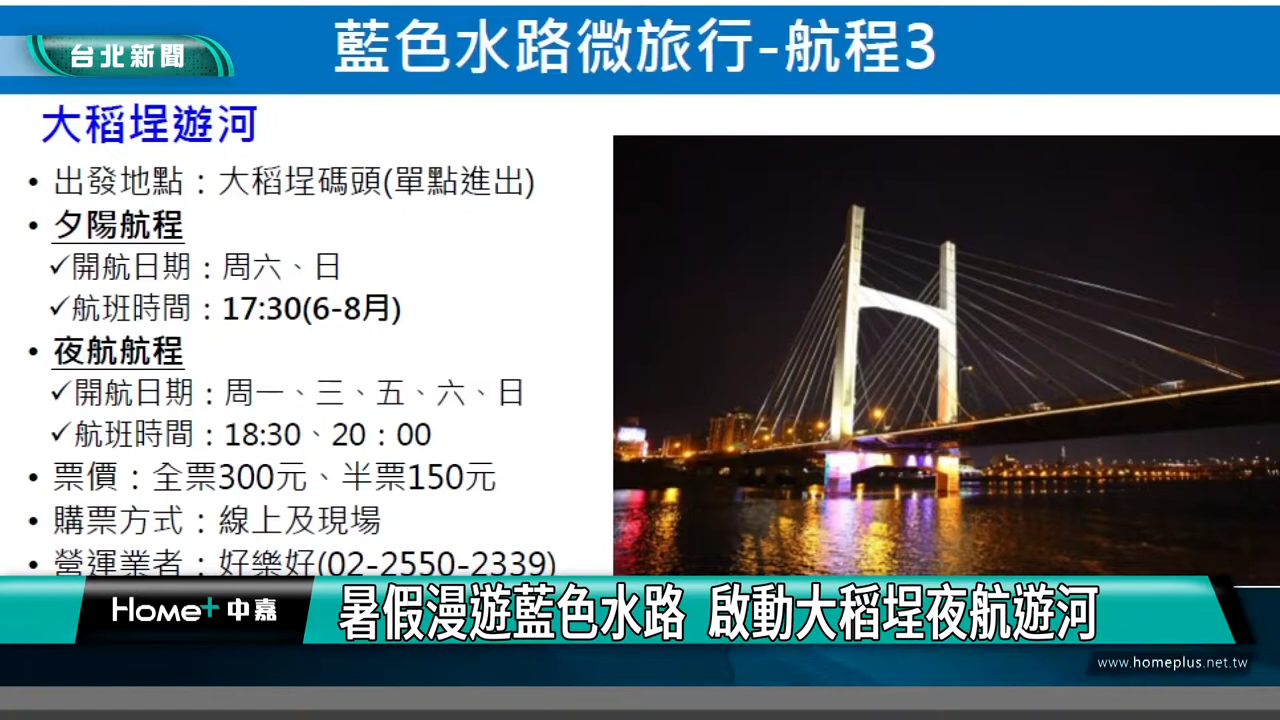 台北新聞
藍色水路微旅行-航程3
大稻埕遊河
• 出發地點：大稻埕碼頭(單點進出)
• 夕陽航程
✓開航日期：周六、日
✓航班時間：17:30(6-8月)
• 夜航航程
✓開航日期：周一、三、五、六、日
✓航班時間：18:30、20：00
• 票價：全票300元、半票150元
• 購票方式：線上及現場
• 營運業者：好樂好(02-2550-2339)
Home+ 中嘉
暑假漫遊藍色水路 啟動大稻埕夜航遊河
www.homeplus.net.tw